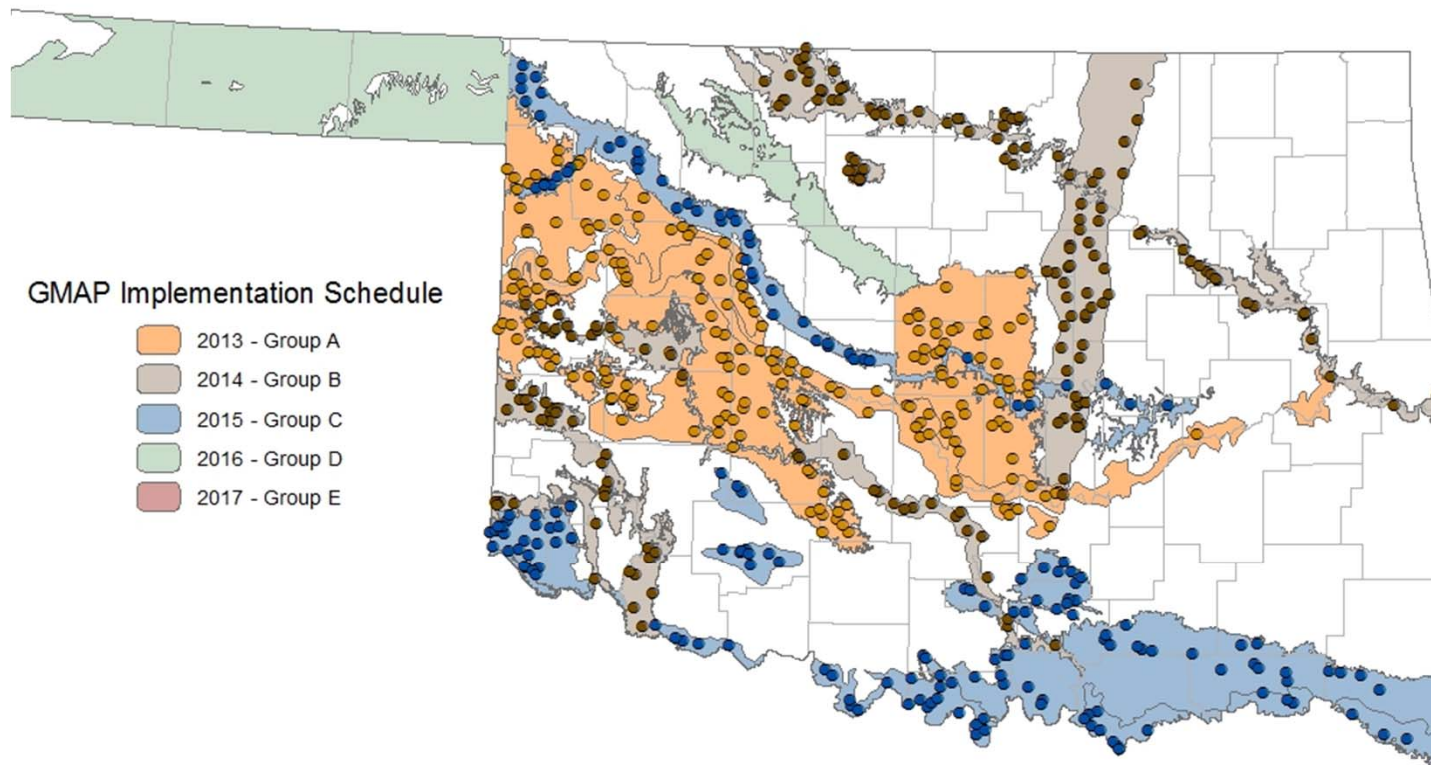 GMAP Implementation Schedule
2013 - Group A
2014 - Group B
2015 - Group C
2016 - Group D
2017 - Group E